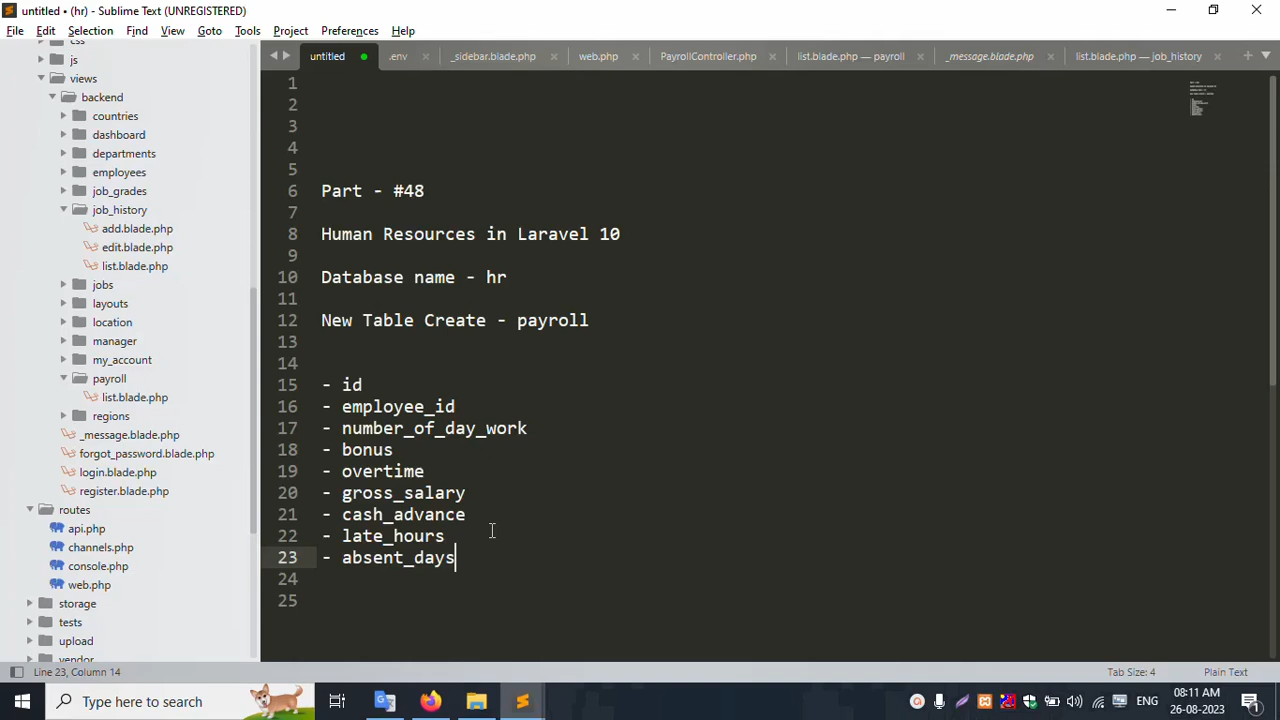 untitled • (hr) - Sublime Text (UNREGISTERED)
File Edit Selection Find View Goto Tools Project Preferences Help
untitled .env _sidebar.blade.php web.php PayrollController.php list.blade.php — payroll _message.blade.php list.blade.php — job_history
css
js
views
backend
countries
dashboard
departments
employees
job_grades
job_history
add.blade.php
edit.blade.php
list.blade.php
jobs
layouts
location
manager
my_account
payroll
list.blade.php
regions
_message.blade.php
forgot_password.blade.php
login.blade.php
register.blade.php
routes
api.php
channels.php
console.php
web.php
storage
tests
upload
vendor
1
2
3
4
5
6 Part - #48
7
8 Human Resources in Laravel 10
9
10 Database name - hr
11
12 New Table Create - payroll
13
14
15 - id
16 - employee_id
17 - number_of_day_work
18 - bonus
19 - overtime
20 - gross_salary
21 - cash_advance
22 - late_hours
23 - absent_days
24
25
Line 23, Column 14 Tab Size: 4 Plain Text
Type here to search ENG 08:11 AM
26-08-2023 1